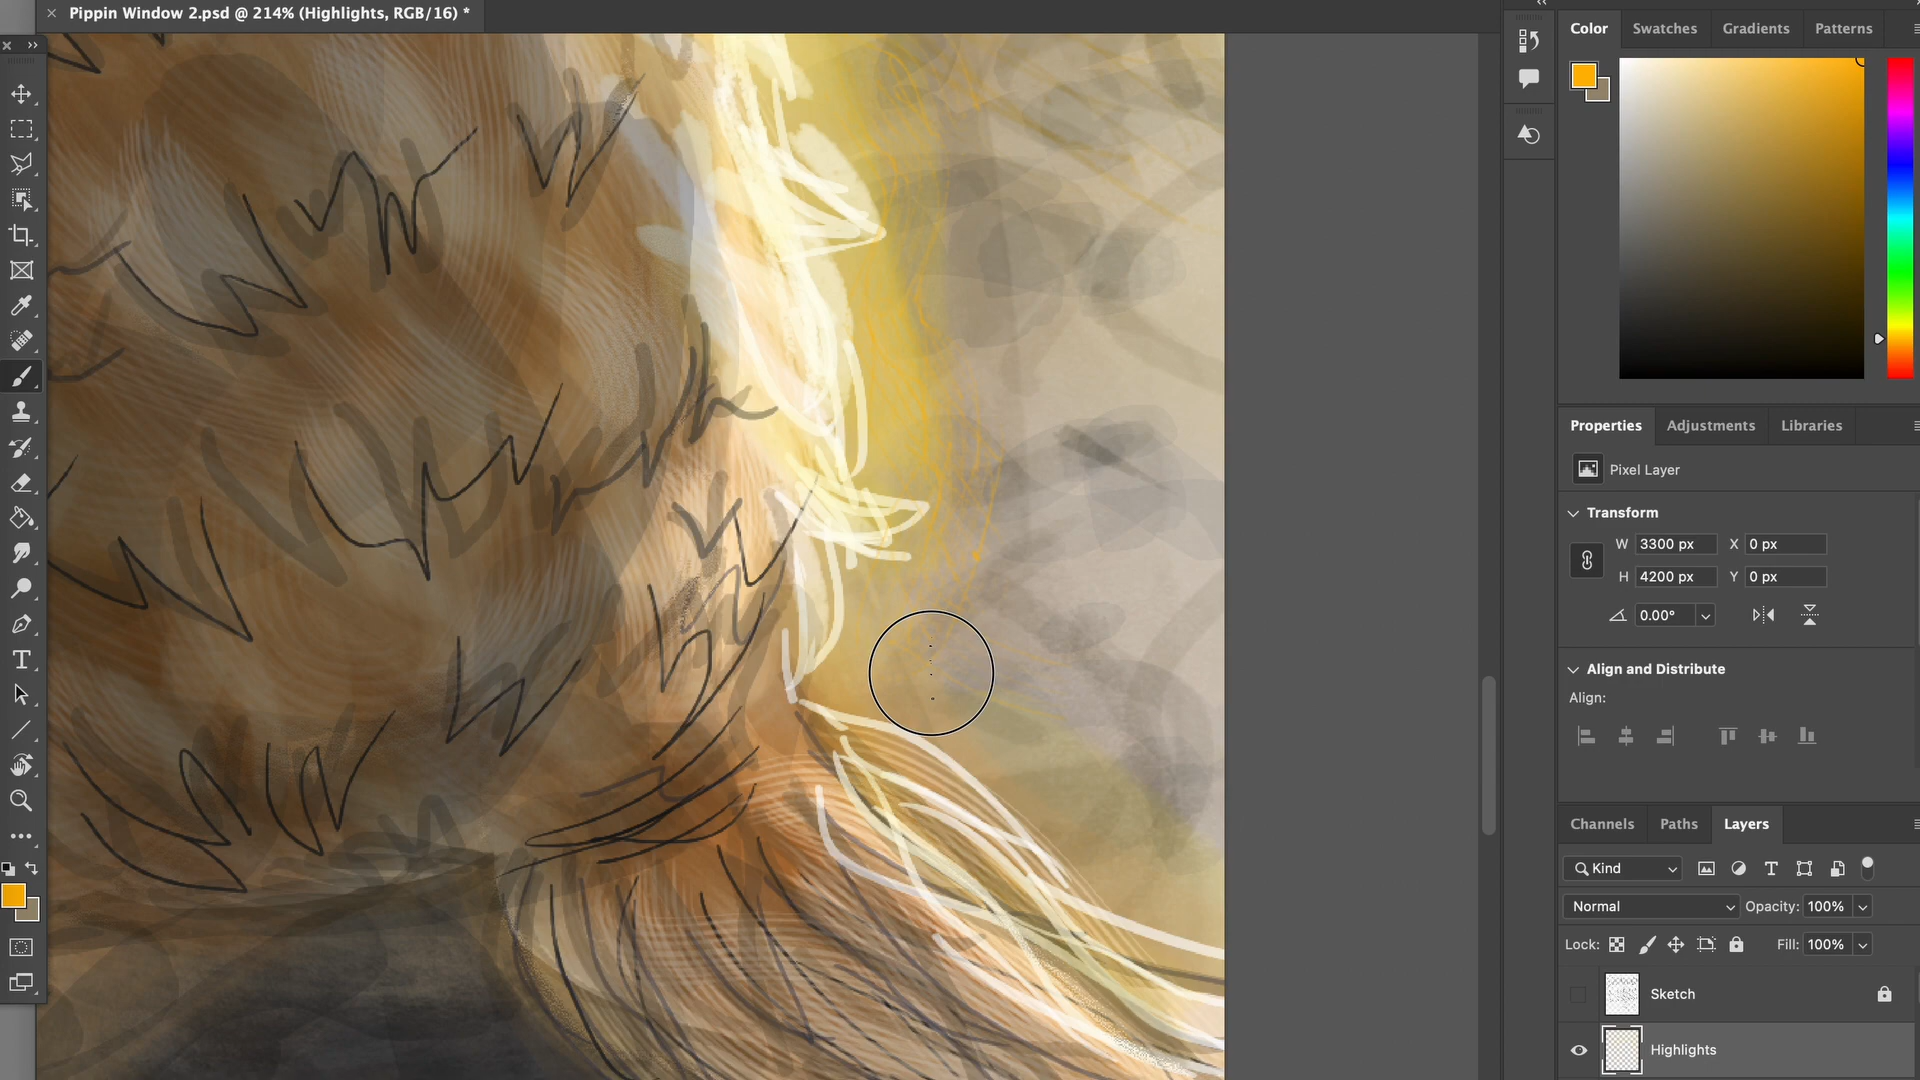 Pippin Window 2.psd @ 214% (Highlights, RGB/16) *
Color
Swatches
Gradients
Patterns
Properties
Adjustments
Libraries
Pixel Layer
Transform
W 3300 px X 0 px
H 4200 px Y 0 px
0.00°
Align and Distribute
Align:
Channels
Paths
Layers
Kind
Normal
Opacity: 100%
Lock:
Fill: 100%
Sketch
Highlights